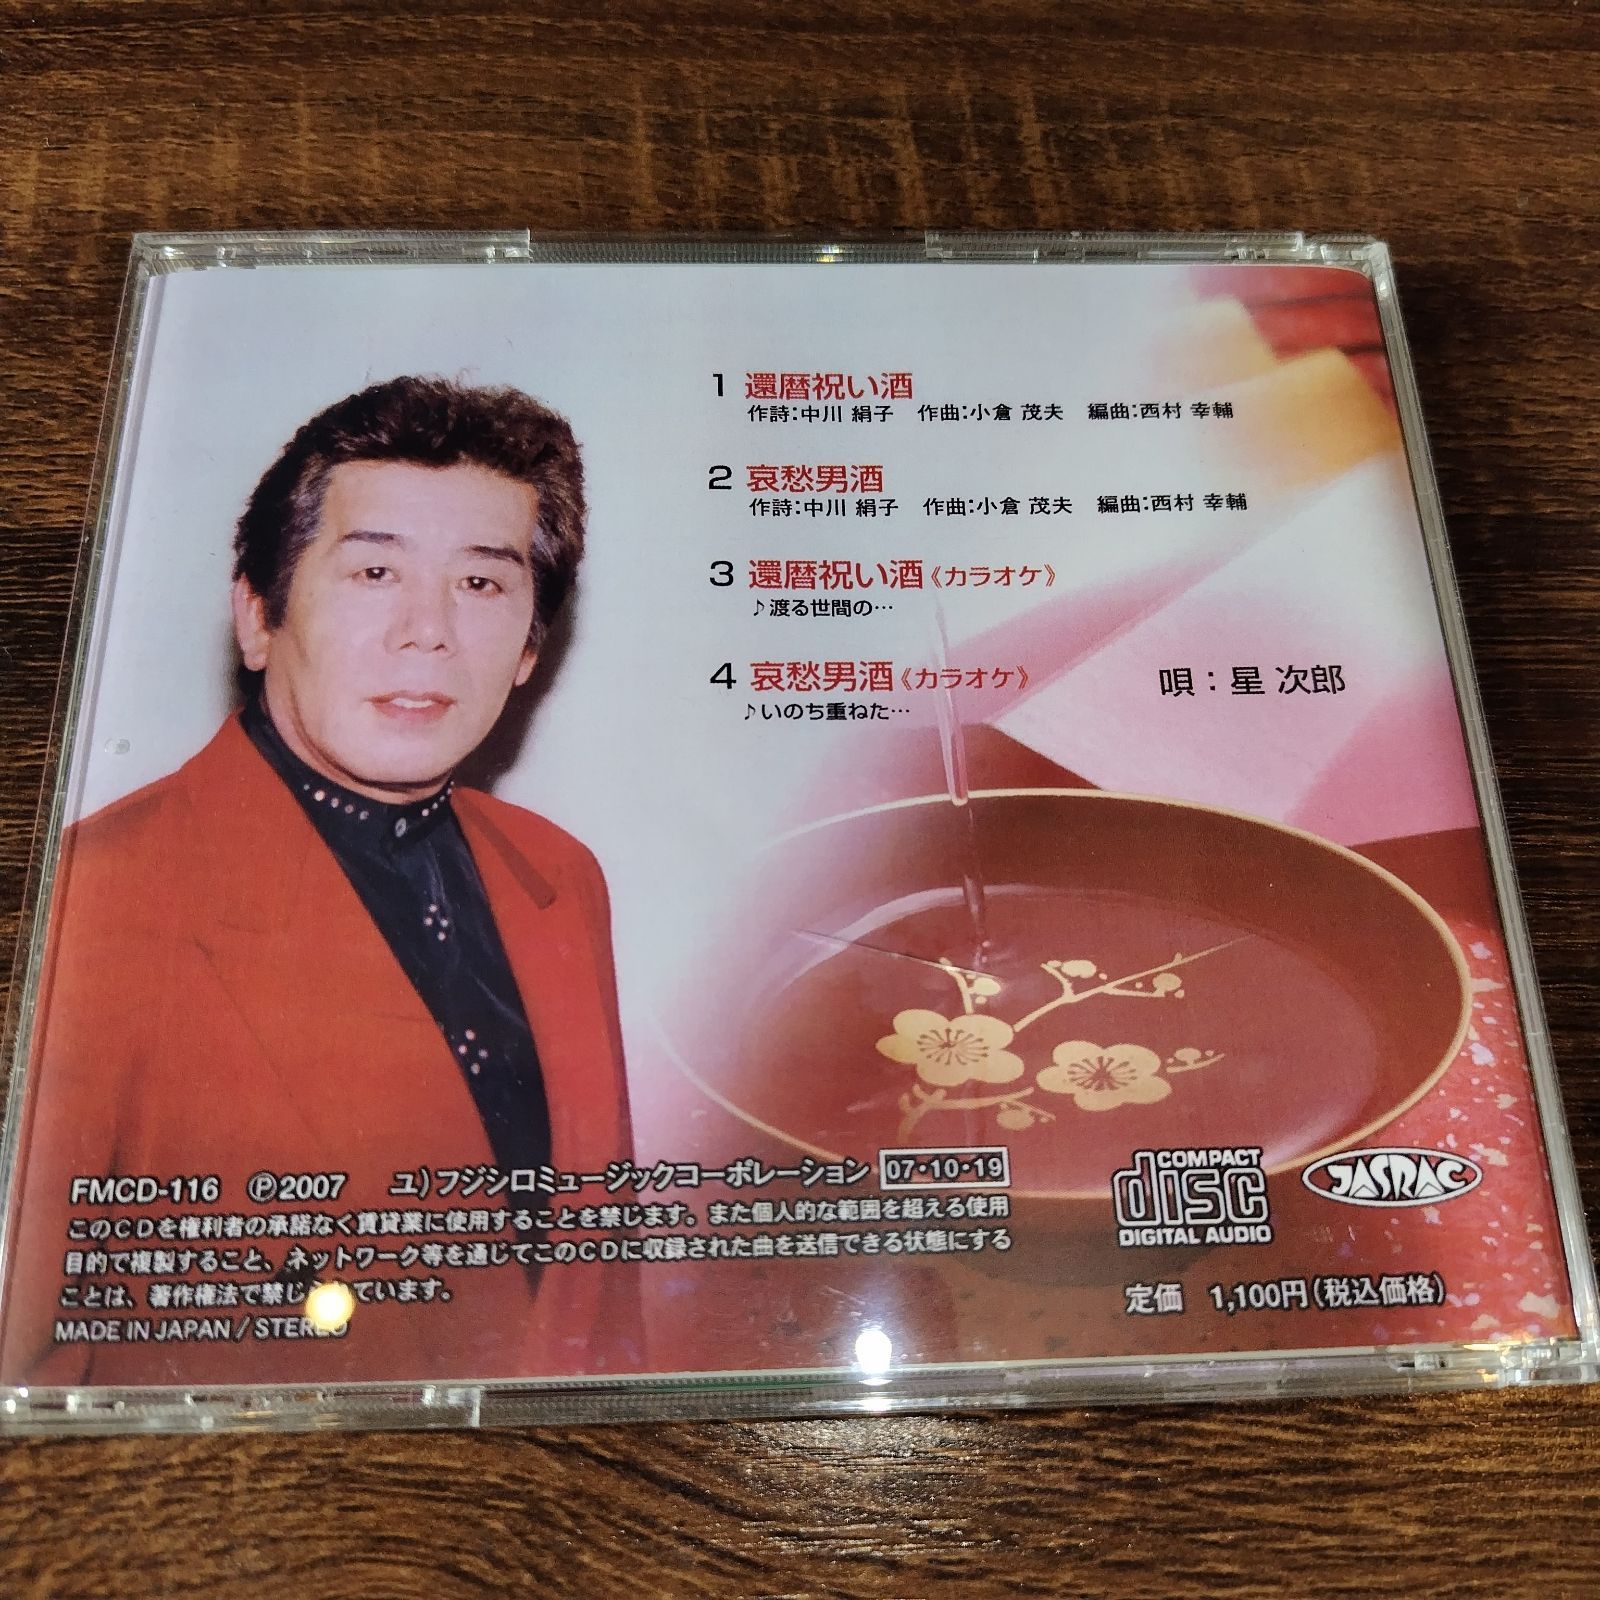 1 還暦祝い酒
作詩:中川 絹子 作曲:小倉 茂夫 編曲:西村 幸輔
2 哀愁男酒
作詩:中川 絹子 作曲:小倉 茂夫 編曲:西村 幸輔
3 還暦祝い酒《カラオケ》
♪渡る世間の…
4 哀愁男酒《カラオケ》
♪いのち重ねた…
唄:星 次郎
FMCD-116 ℗2007 ユ)フジシロミュージックコーポレーション 07・10・19
このCDを権利者の承諾なく賃貸業に使用することを禁じます。また個人的な範囲を超える使用
目的で複製すること、ネットワーク等を通じてこのCDに収録された曲を送信できる状態にする
ことは、著作権法で禁じ ています。
MADE IN JAPAN / STEREO
COMPACT
disc
DIGITAL AUDIO
JASRAC
定価 1,100円(税込価格)